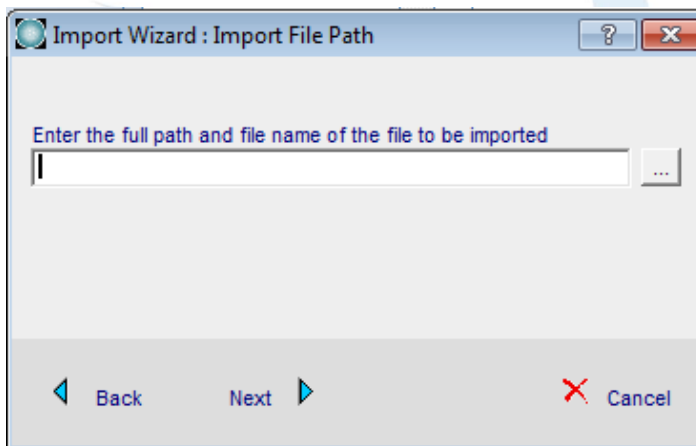 Import Wizard : Import File Path
?
Enter the full path and file name of the file to be imported
...
Back Next Cancel